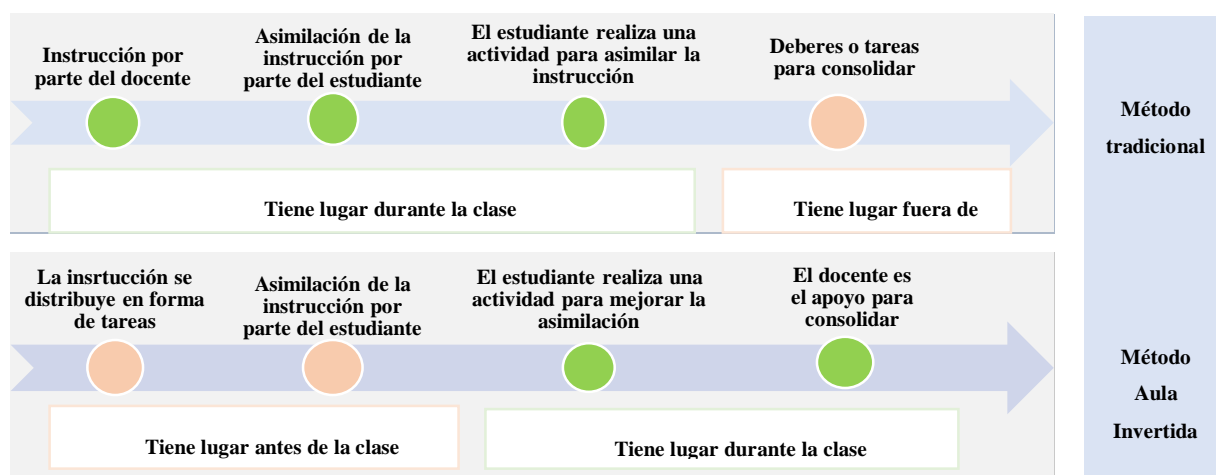 Instrucción por
parte del docente
Asimilación de la
instrucción por
parte del estudiante
El estudiante realiza una
actividad para asimilar la
instrucción
Deberes o tareas
para consolidar
Tiene lugar durante la clase
Tiene lugar fuera de
Método
tradicional
La insrtucción se
distribuye en forma
de tareas
Asimilación de la
instrucción por
parte del estudiante
El estudiante realiza una
actividad para mejorar la
asimilación
El docente es
el apoyo para
consolidar
Tiene lugar antes de la clase
Tiene lugar durante la clase
Método
Aula
Invertida